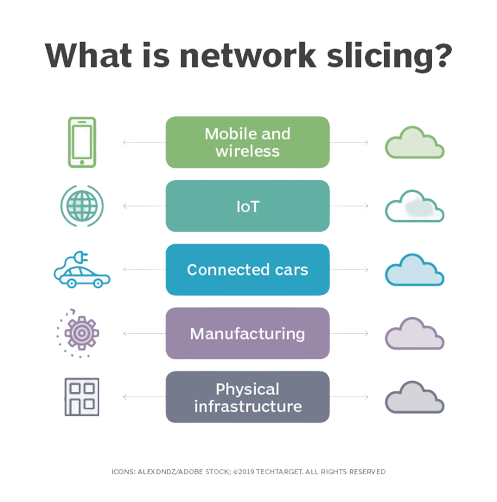 What is network slicing?
Mobile and
wireless
IoT
Connected cars
Manufacturing
Physical
infrastructure
ICONS: ALEXDNDZ/ADOBE STOCK; ©2019 TECHTARGET. ALL RIGHTS RESERVED